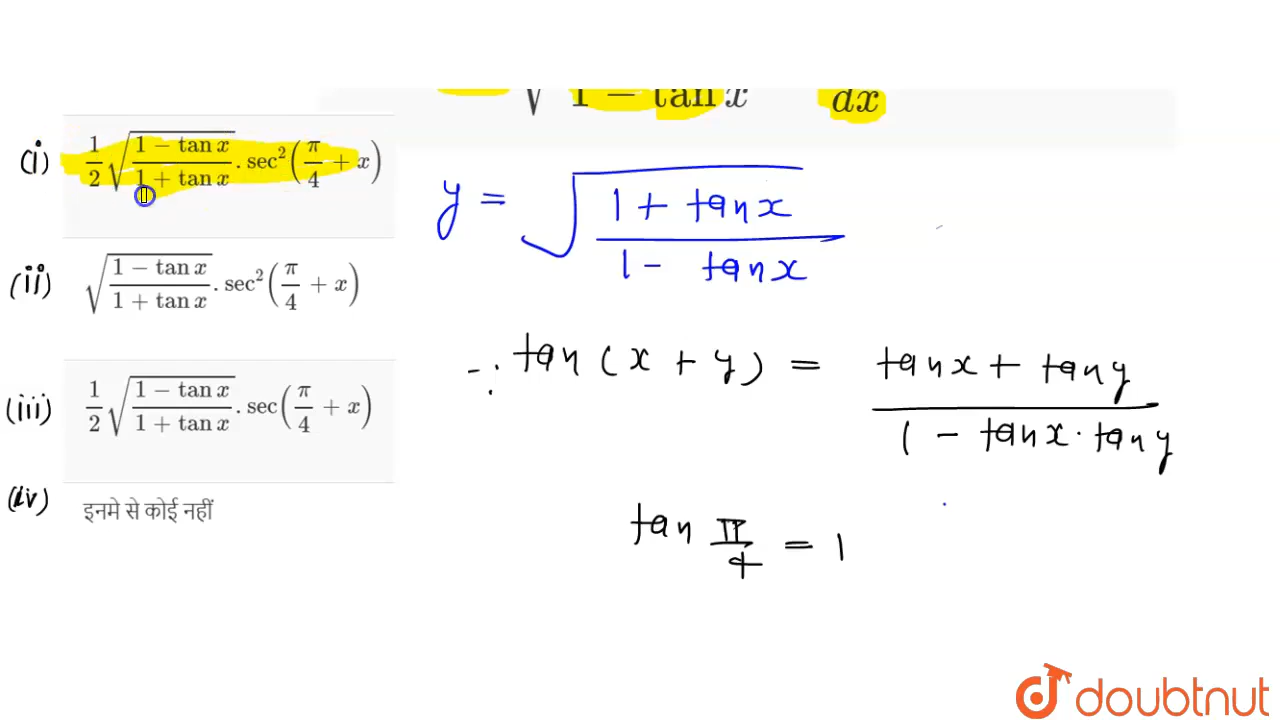 √(1 − tan x) dx
(i) 1/2 √((1 − tan x)/(1 + tan x)) . sec²(π/4 + x)
y = √((1 + tan x)/(1 − tan x))
(ii) √((1 − tan x)/(1 + tan x)) . sec²(π/4 + x)
∵ tan (x + y) = (tan x + tan y)/(1 − tan x · tan y)
(iii) 1/2 √((1 − tan x)/(1 + tan x)) . sec(π/4 + x)
(iv) इनमे से कोई नहीं
tan π/4 = 1
doubtnut